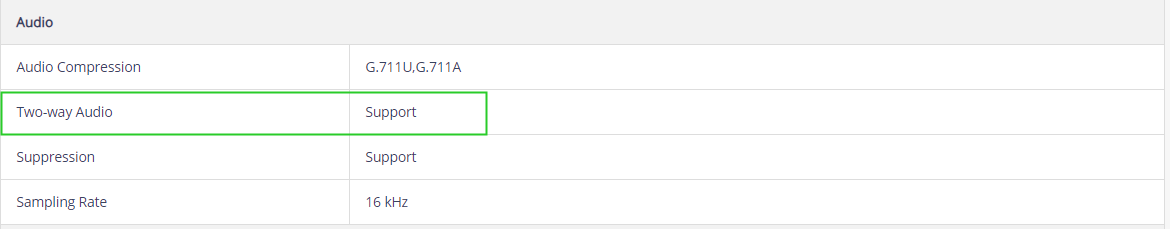 Audio
Audio Compression G.711U,G.711A
Two-way Audio Support
Suppression Support
Sampling Rate 16 kHz